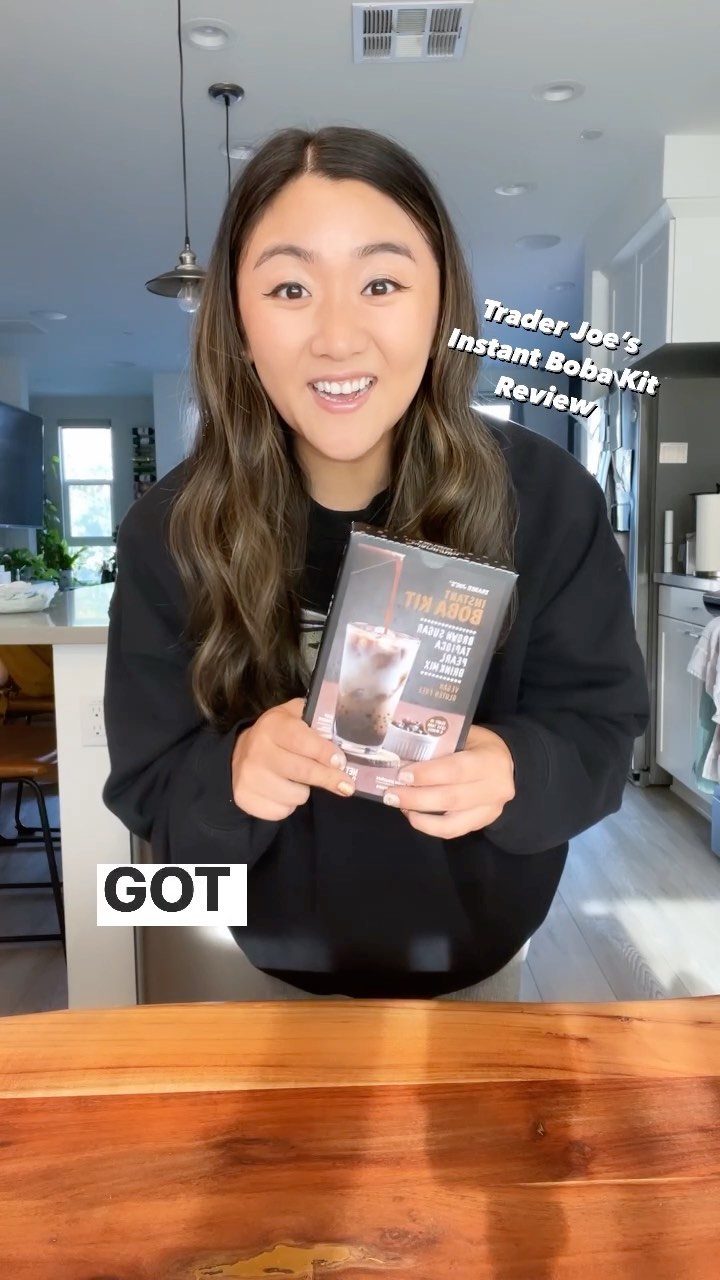 Trader Joe's
Instant Boba Kit
Review
TRADER JOE'S
INSTANT
BOBA KIT
BROWN SUGAR
TAPIOCA
PEARL
DRINK MIX
VEGAN
GLUTEN FREE
GOT